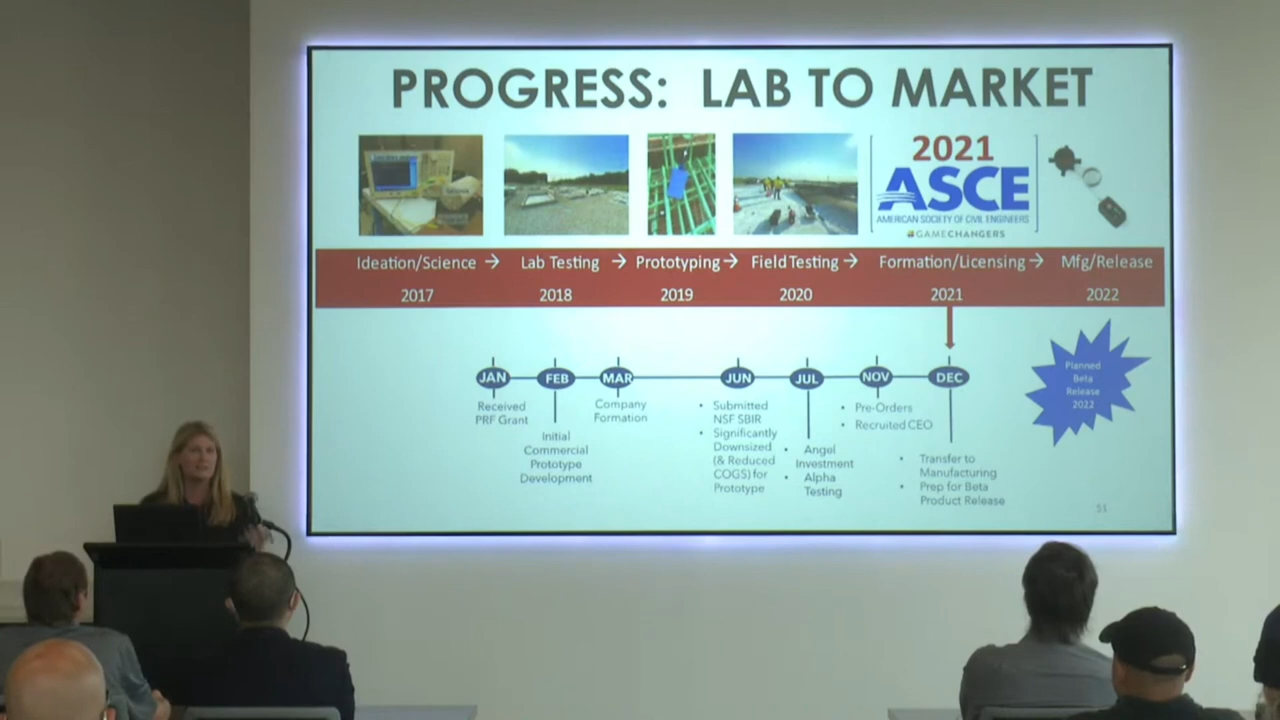 PROGRESS: LAB TO MARKET
2021
ASCE
AMERICAN SOCIETY OF CIVIL ENGINEERS
GAMECHANGERS
Ideation/Science → Lab Testing → Prototyping → Field Testing → Formation/Licensing → Mfg/Release
2017 2018 2019 2020 2021 2022
JAN FEB MAR JUN JUL NOV DEC
Received
PRF Grant
Initial
Commercial
Prototype
Development
Company
Formation
• Submitted
NSF SBIR
• Significantly
Downsized
(& Reduced
COGS) for
Prototype
• Angel
Investment
• Alpha
Testing
• Pre-Orders
• Recruited CEO
• Transfer to
Manufacturing
• Prep for Beta
Product Release
Planned
Beta
Release
2022
51